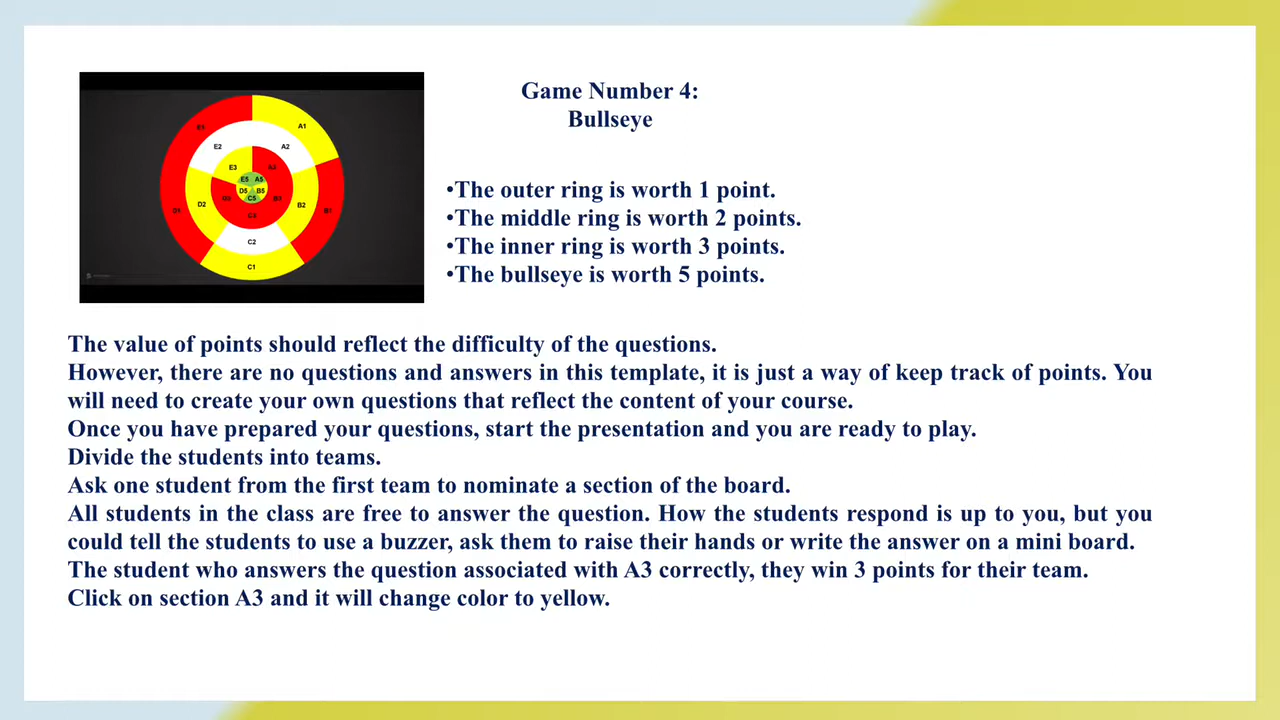 Game Number 4:
Bullseye
E1
A1
E2
A2
E3
A3
E5
A5
D5
B5
C5
D3
B3
C3
D2
B2
D1
B1
C2
C1
•The outer ring is worth 1 point.
•The middle ring is worth 2 points.
•The inner ring is worth 3 points.
•The bullseye is worth 5 points.
The value of points should reflect the difficulty of the questions.
However, there are no questions and answers in this template, it is just a way of keep track of points. You
will need to create your own questions that reflect the content of your course.
Once you have prepared your questions, start the presentation and you are ready to play.
Divide the students into teams.
Ask one student from the first team to nominate a section of the board.
All students in the class are free to answer the question. How the students respond is up to you, but you
could tell the students to use a buzzer, ask them to raise their hands or write the answer on a mini board.
The student who answers the question associated with A3 correctly, they win 3 points for their team.
Click on section A3 and it will change color to yellow.